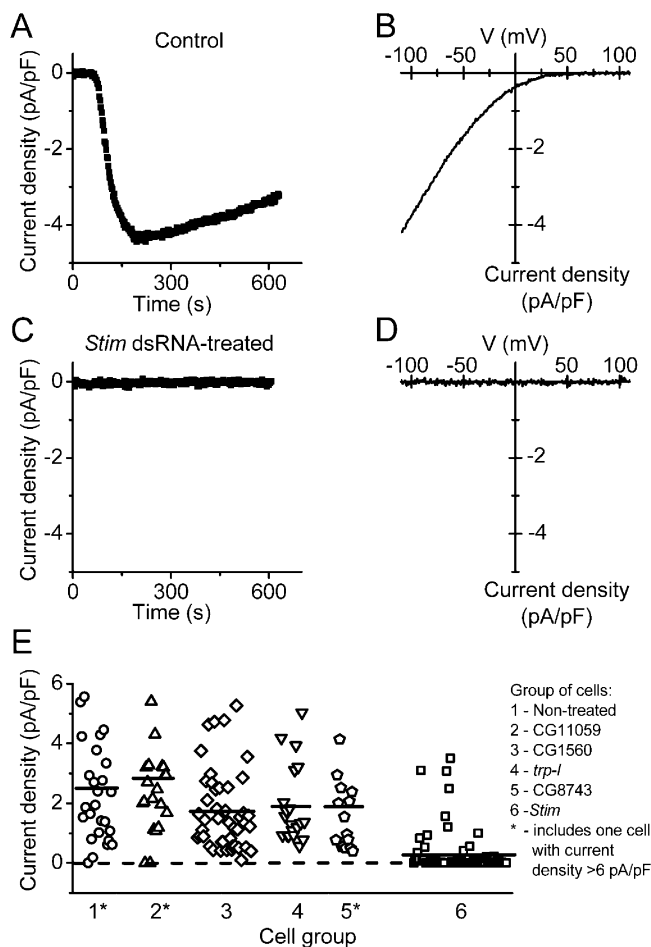 A
Control
Current density (pA/pF)
0
-2
-4
0
300
600
Time (s)
B
V (mV)
-100
-50
0
50
100
-2
-4
Current density
(pA/pF)
C
Stim dsRNA-treated
Current density (pA/pF)
0
-2
-4
0
300
600
Time (s)
D
V (mV)
-100
-50
0
50
100
-2
-4
Current density
(pA/pF)
E
Current density (pA/pF)
6
4
2
0
1*
2*
3
4
5*
6
Cell group
Group of cells:
1 - Non-treated
2 - CG11059
3 - CG1560
4 - trp-l
5 - CG8743
6 -Stim
* - includes one cell
with current
density >6 pA/pF